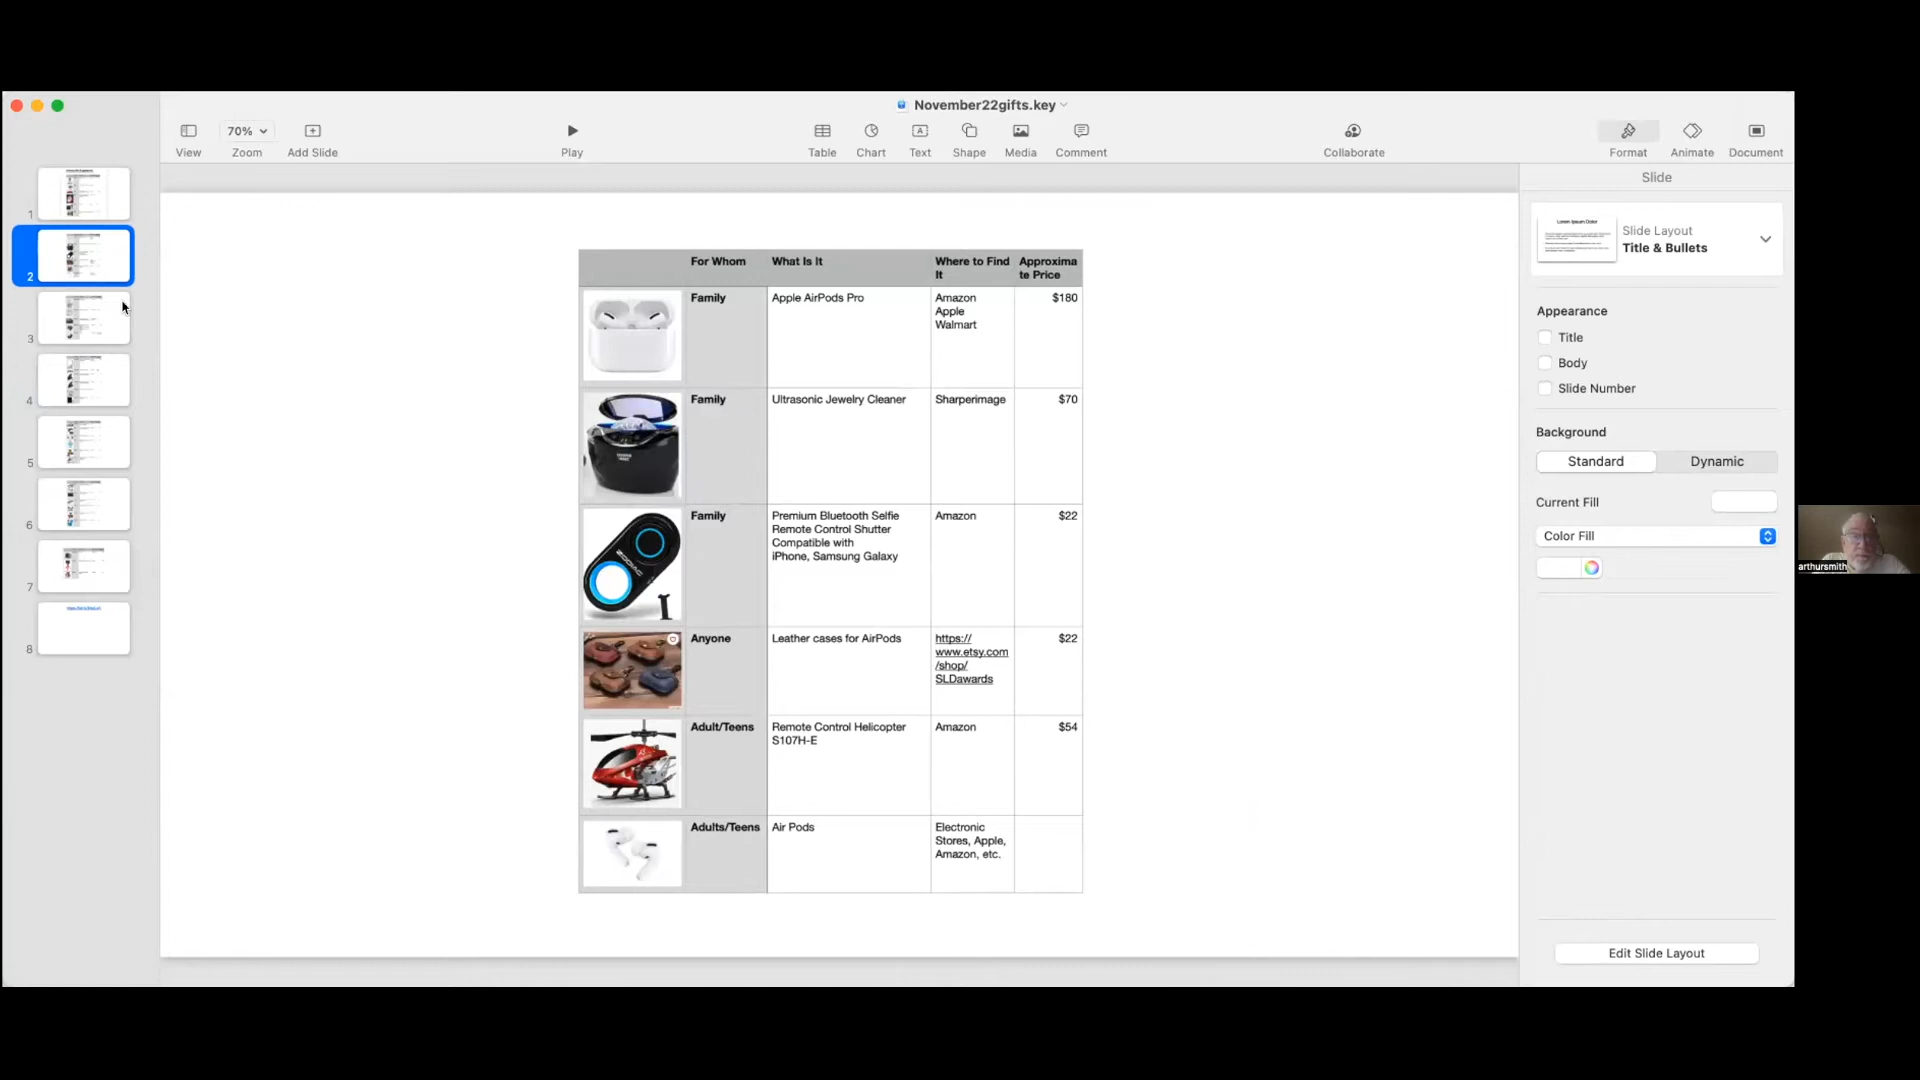 November22gifts.key
70%
View
Zoom
Add Slide
Play
Table
Chart
Text
Shape
Media
Comment
Collaborate
Format
Animate
Document
1
2
3
4
5
6
7
8
For Whom
What Is It
Where to Find
It
Approxima
te Price
Family
Apple AirPods Pro
Amazon
Apple
Walmart
$180
Family
Ultrasonic Jewelry Cleaner
Sharperimage
$70
Family
Premium Bluetooth Selfie
Remote Control Shutter
Compatible with
iPhone, Samsung Galaxy
Amazon
$22
ZODIAC
Anyone
Leather cases for AirPods
https://
www.etsy.com
/shop/
SLDawards
$22
Adult/Teens
Remote Control Helicopter
S107H-E
Amazon
$54
Adults/Teens
Air Pods
Electronic
Stores, Apple,
Amazon, etc.
Slide
Lorem Ipsum Dolor
Slide Layout
Title & Bullets
Appearance
Title
Body
Slide Number
Background
Standard
Dynamic
Current Fill
Color Fill
Edit Slide Layout
arthursmith